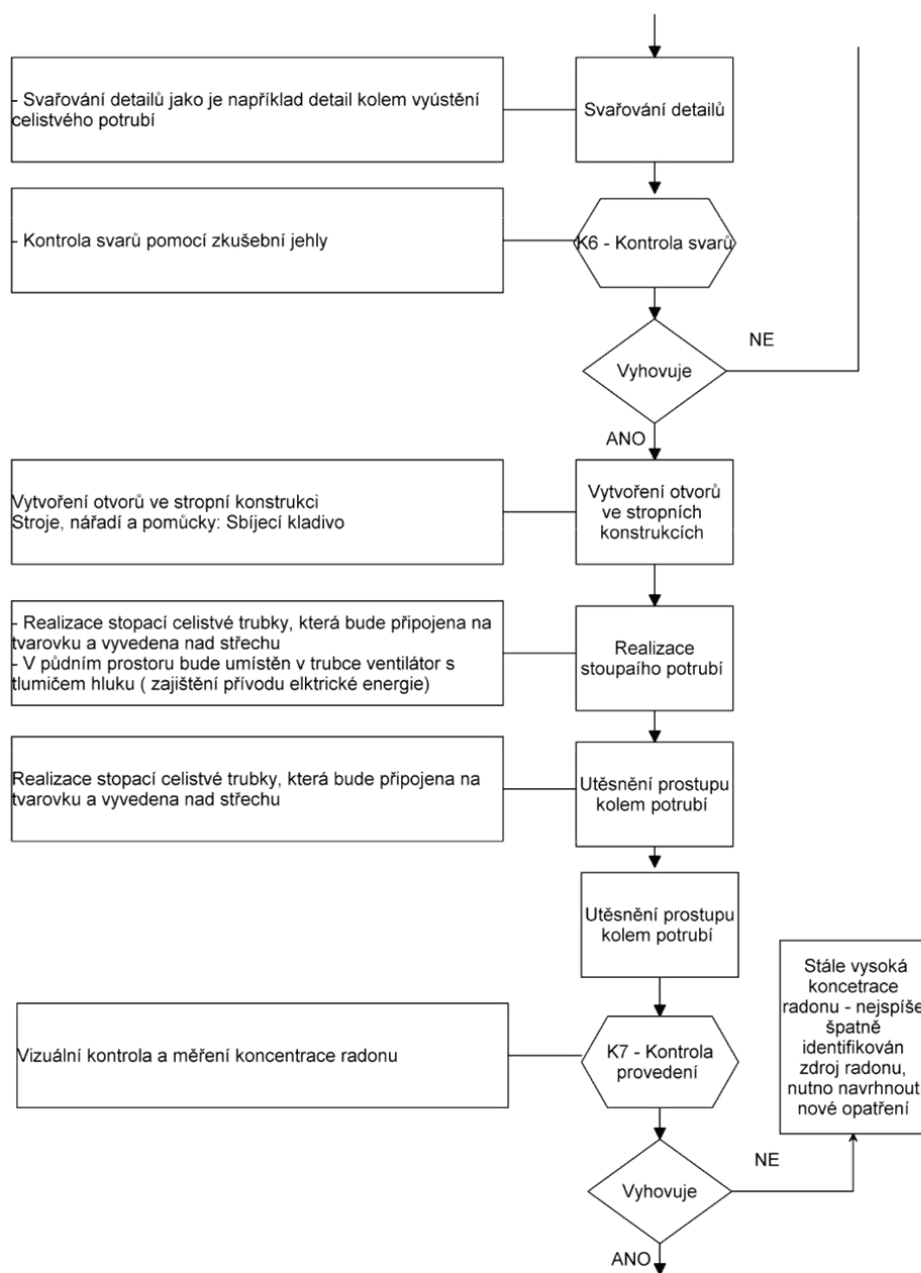 - Svařování detailů jako je například detail kolem vyústění
celistvého potrubí
Svařování detailů
- Kontrola svarů pomocí zkušební jehly
K6 - Kontrola svarů
NE
Vyhovuje
ANO
Vytvoření otvorů ve stropní konstrukci
Stroje, nářadí a pomůcky: Sbíjecí kladivo
Vytvoření otvorů
ve stropních
konstrukcích
- Realizace stopací celistvé trubky, která bude připojena na
tvarovku a vyvedena nad střechu
- V půdním prostoru bude umístěn v trubce ventilátor s
tlumičem hluku ( zajištění přívodu elktrické energie)
Realizace
stoupaího potrubí
Realizace stopací celistvé trubky, která bude připojena na
tvarovku a vyvedena nad střechu
Utěsnění prostupu
kolem potrubí
Utěsnění prostupu
kolem potrubí
Stále vysoká
koncetrace
radonu - nejspíše
špatně
identifikován
zdroj radonu,
nutno navrhnout
nové opatření
Vizuální kontrola a měření koncentrace radonu
K7 - Kontrola
provedení
NE
Vyhovuje
ANO